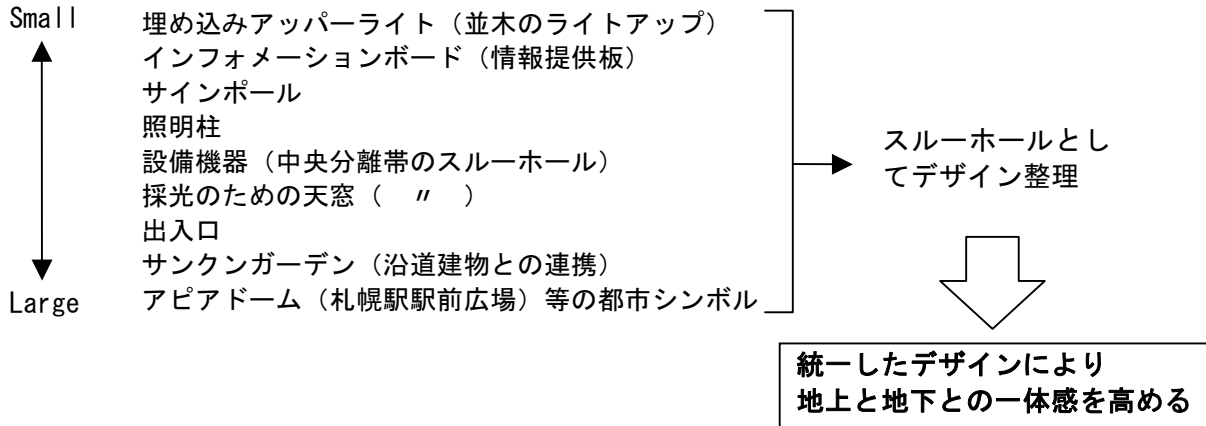 Small
埋め込みアッパーライト（並木のライトアップ）
インフォメーションボード（情報提供板）
サインポール
照明柱
設備機器（中央分離帯のスルーホール）
採光のための天窓（　〃　）
出入口
サンクンガーデン（沿道建物との連携）
Large
アピアドーム（札幌駅駅前広場）等の都市シンボル
スルーホールとし
てデザイン整理
統一したデザインにより
地上と地下との一体感を高める